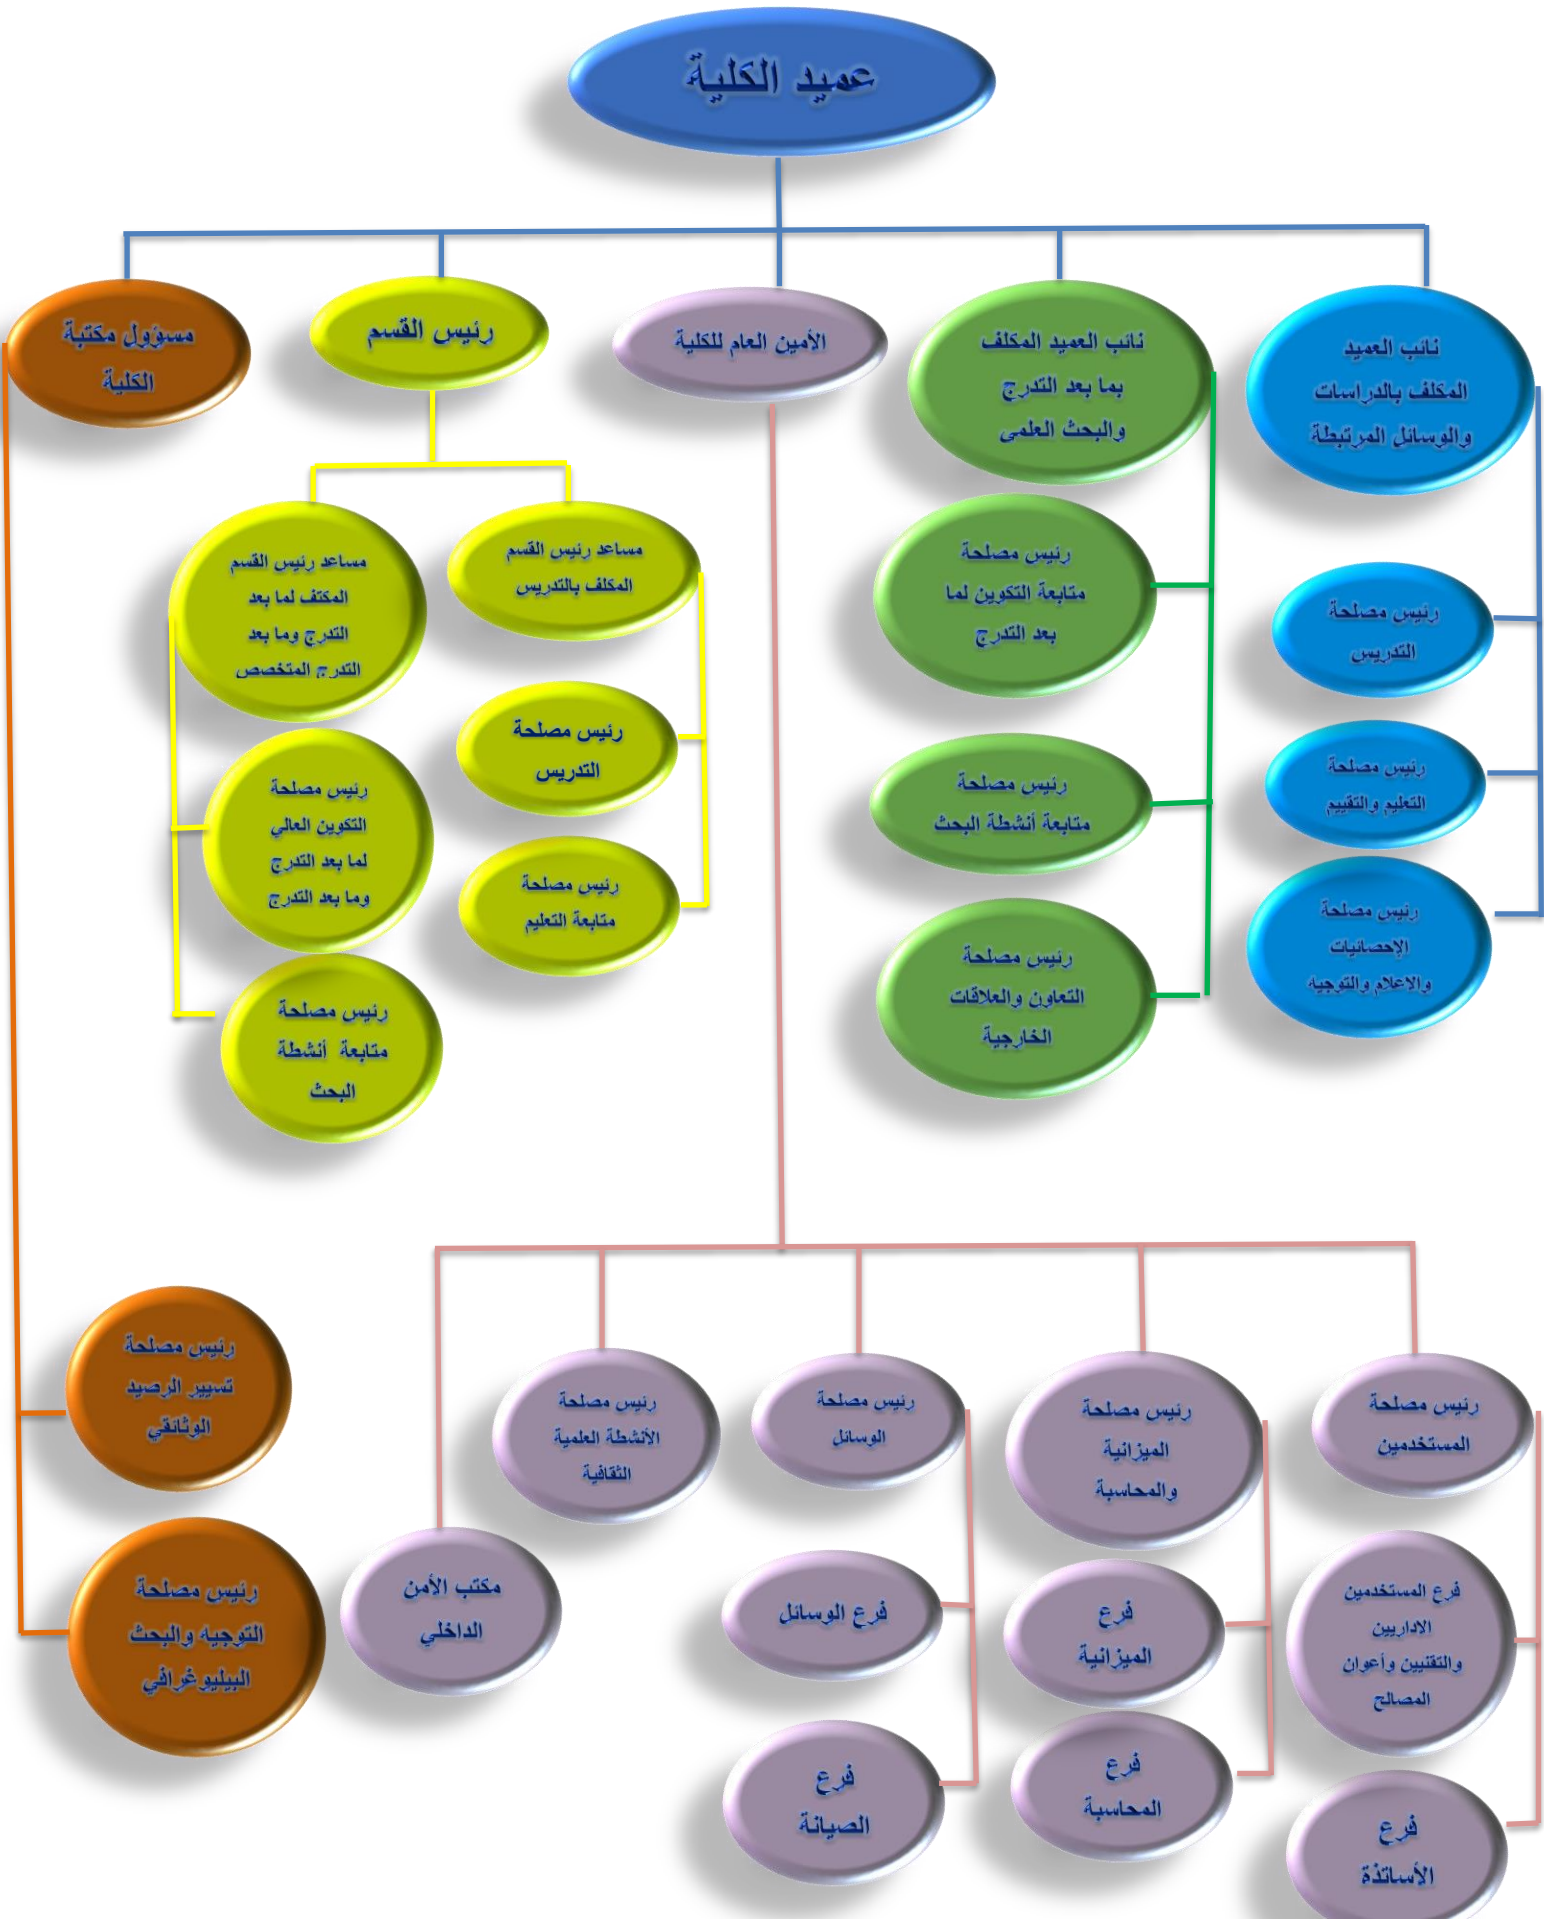 عميد الكلية
نائب العميد
المكلف بالدراسات
والوسائل المرتبطة
نائب العميد المكلف
بما بعد التدرج
والبحث العلمي
الأمين العام للكلية
رئيس القسم
مسؤول مكتبة
الكلية
رئيس مصلحة
التدريس
رئيس مصلحة
التعليم والتقييم
رئيس مصلحة
الإحصائيات
والاعلام والتوجيه
رئيس مصلحة
متابعة التكوين لما
بعد التدرج
رئيس مصلحة
متابعة أنشطة البحث
رئيس مصلحة
التعاون والعلاقات
الخارجية
مساعد رئيس القسم
المكلف بالتدريس
رئيس مصلحة
التدريس
رئيس مصلحة
متابعة التعليم
مساعد رئيس القسم
المكتف لما بعد
التدرج وما بعد
التدرج المتخصص
رئيس مصلحة
التكوين العالي
لما بعد التدرج
وما بعد التدرج
رئيس مصلحة
متابعة أنشطة
البحث
رئيس مصلحة
المستخدمين
فرع المستخدمين
الاداريين
والتقنيين وأعوان
المصالح
فرع
الأساتذة
رئيس مصلحة
الميزانية
والمحاسبة
فرع
الميزانية
فرع
المحاسبة
رئيس مصلحة
الوسائل
فرع الوسائل
فرع
الصيانة
رئيس مصلحة
الأنشطة العلمية
الثقافية
مكتب الأمن
الداخلي
رئيس مصلحة
تسيير الرصيد
الوثائقي
رئيس مصلحة
التوجيه والبحث
البيليوغرافي